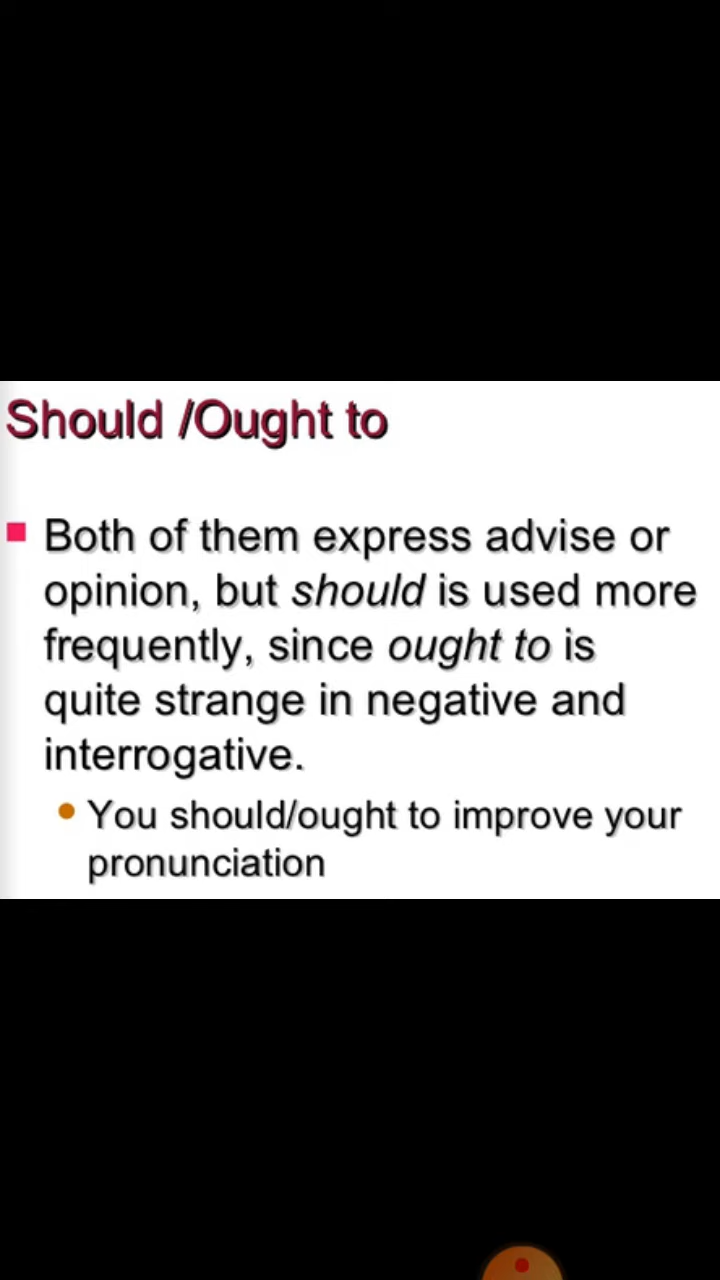 Should /Ought to
Both of them express advise or
opinion, but should is used more
frequently, since ought to is
quite strange in negative and
interrogative.
You should/ought to improve your
pronunciation